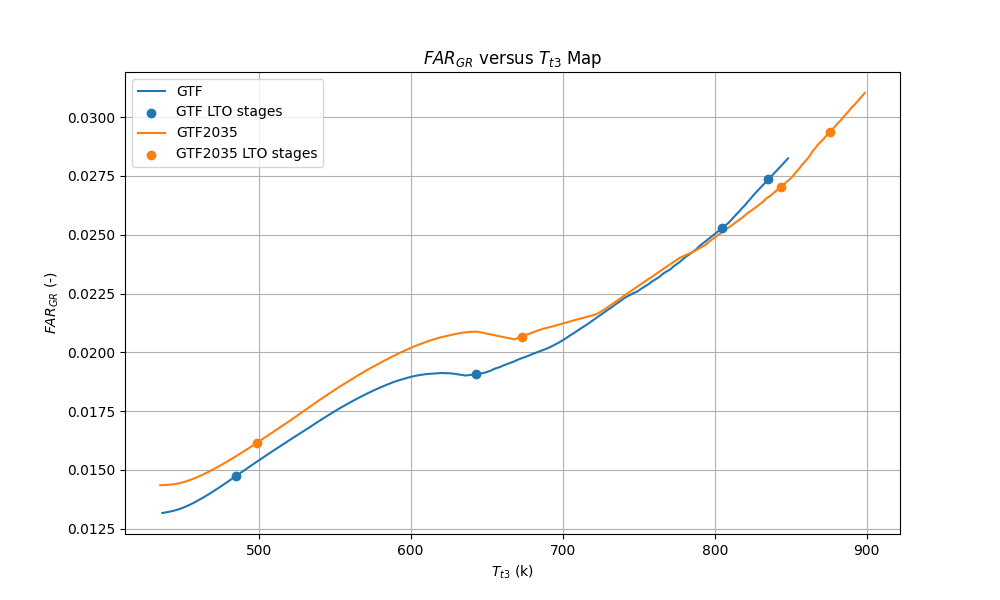 FAR_GR versus T_t3 Map
GTF
GTF LTO stages
GTF2035
GTF2035 LTO stages
0.0300
0.0275
0.0250
0.0225
0.0200
0.0175
0.0150
0.0125
FAR_GR (-)
500 600 700 800 900
T_t3 (k)